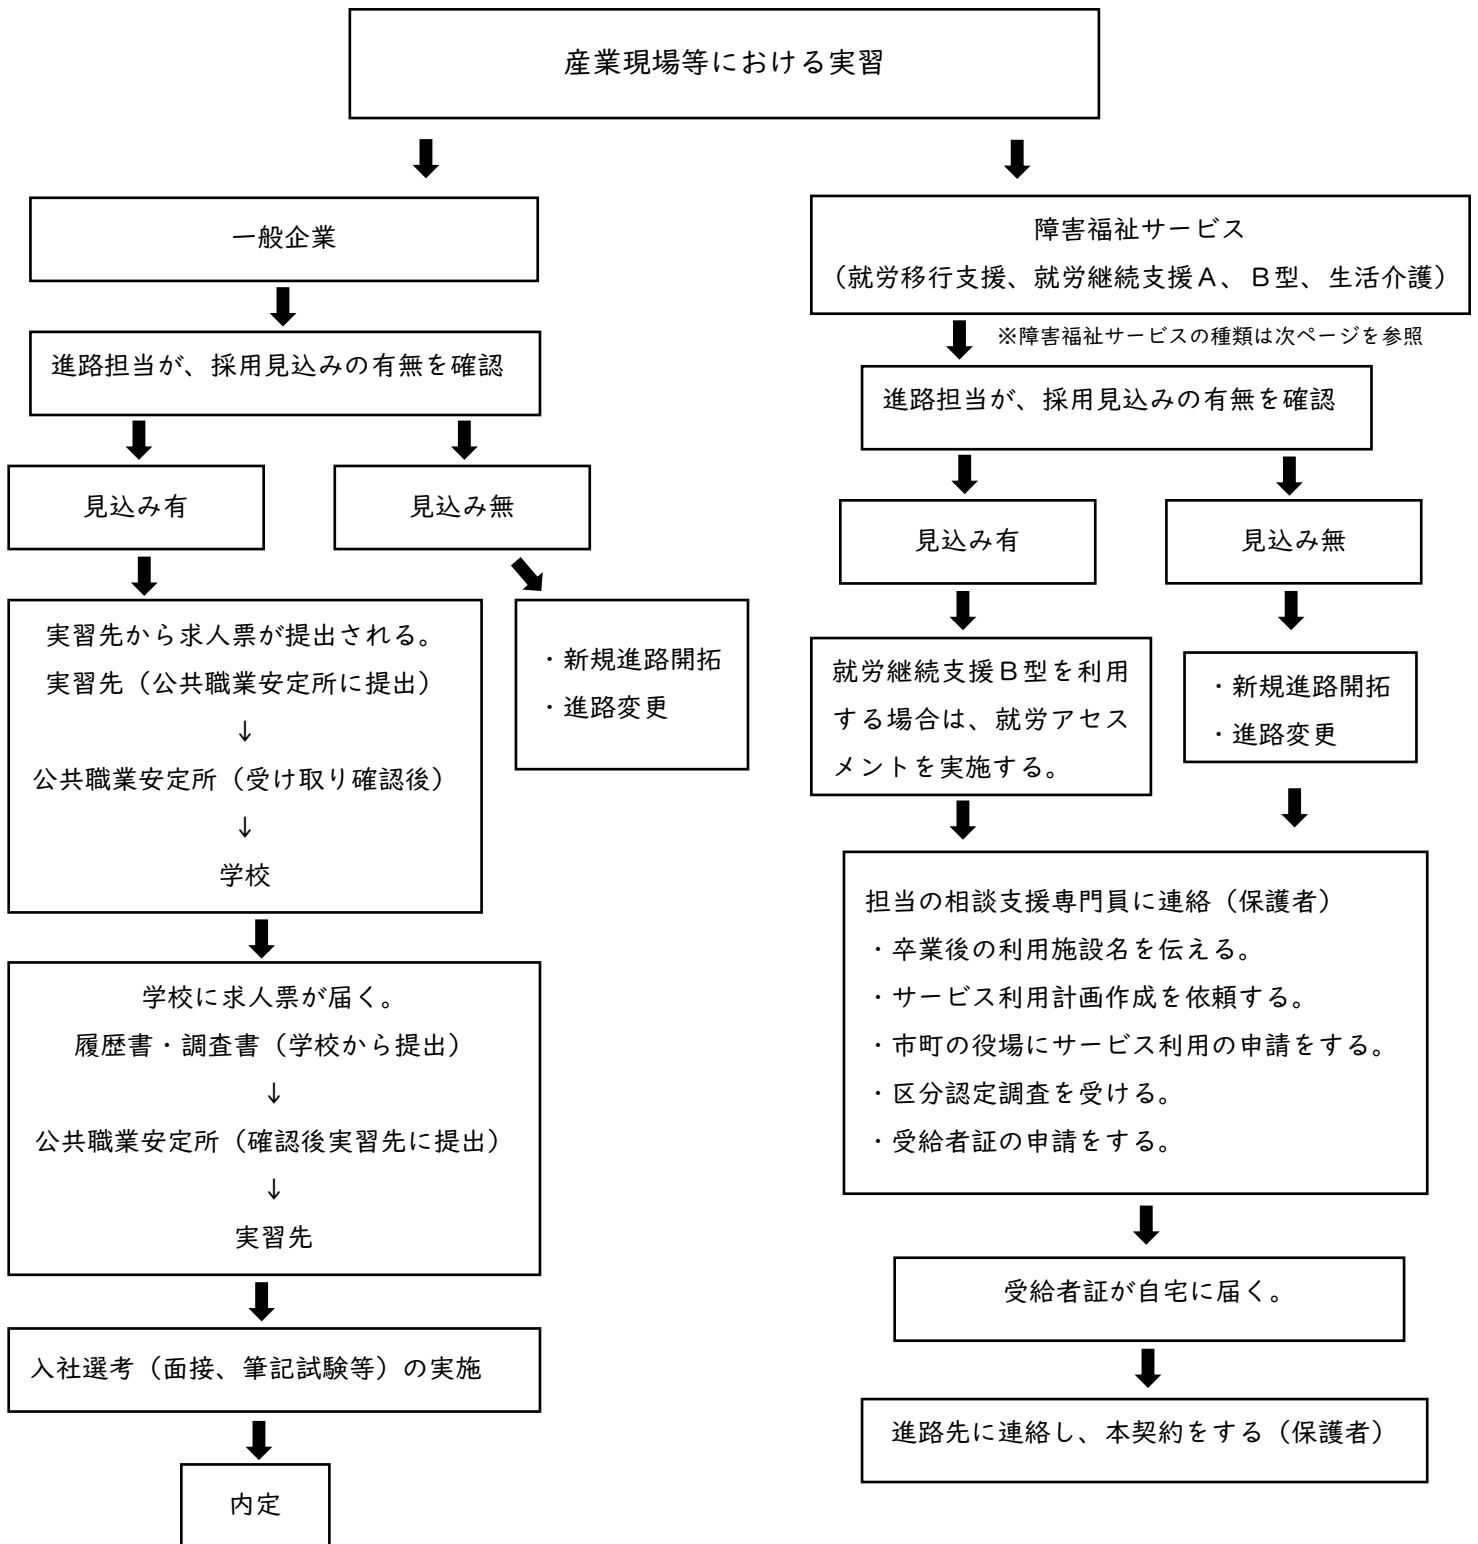 産業現場等における実習
一般企業
進路担当が、採用見込みの有無を確認
見込み有
見込み無
実習先から求人票が提出される。
実習先（公共職業安定所に提出）
↓
公共職業安定所（受け取り確認後）
↓
学校
・新規進路開拓
・進路変更
学校に求人票が届く。
履歴書・調査書（学校から提出）
↓
公共職業安定所（確認後実習先に提出）
↓
実習先
入社選考（面接、筆記試験等）の実施
内定
障害福祉サービス
（就労移行支援、就労継続支援Ａ、Ｂ型、生活介護）
※障害福祉サービスの種類は次ページを参照
進路担当が、採用見込みの有無を確認
見込み有
見込み無
就労継続支援Ｂ型を利用
する場合は、就労アセス
メントを実施する。
・新規進路開拓
・進路変更
担当の相談支援専門員に連絡（保護者）
・卒業後の利用施設名を伝える。
・サービス利用計画作成を依頼する。
・市町の役場にサービス利用の申請をする。
・区分認定調査を受ける。
・受給者証の申請をする。
受給者証が自宅に届く。
進路先に連絡し、本契約をする（保護者）